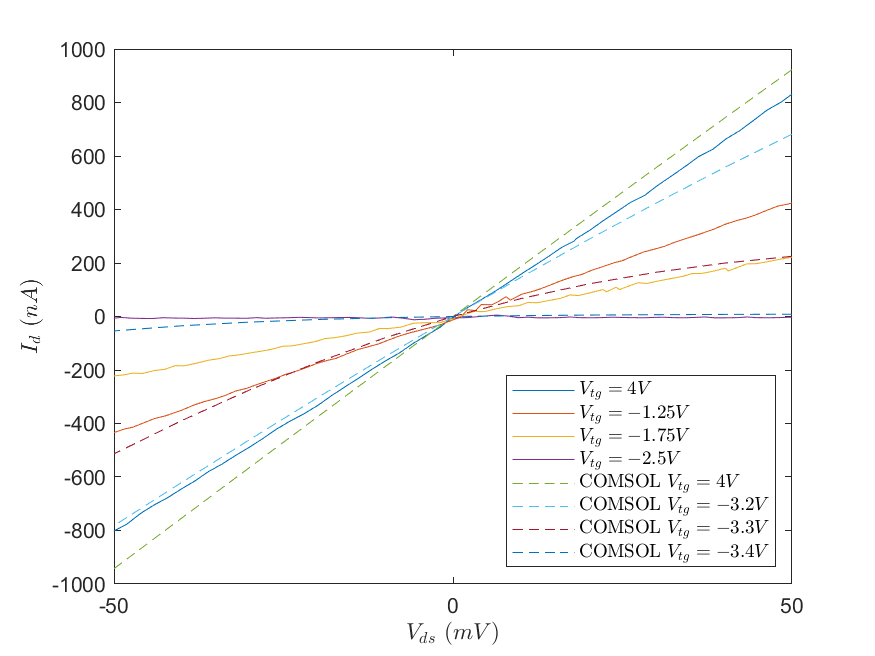 1000
800
600
400
200
0
-200
-400
-600
-800
-1000
I_d (nA)
-50
0
50
V_ds (mV)
V_tg = 4V
V_tg = −1.25V
V_tg = −1.75V
V_tg = −2.5V
COMSOL V_tg = 4V
COMSOL V_tg = −3.2V
COMSOL V_tg = −3.3V
COMSOL V_tg = −3.4V